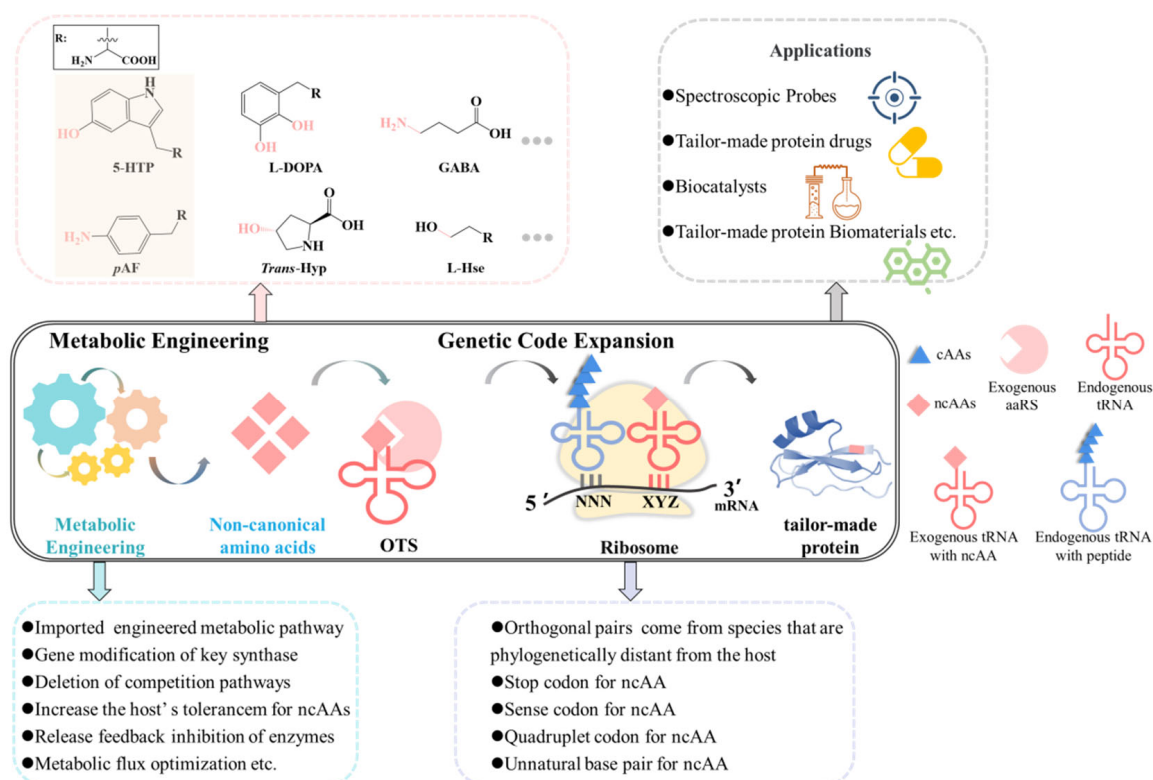 R:
H₂N
COOH
H
N
HO
R
5-HTP
R
OH
OH
L-DOPA
H₂N
O
OH
GABA
H₂N
R
pAF
HO
O
OH
NH
Trans-Hyp
HO
R
L-Hse
Applications
●Spectroscopic Probes
●Tailor-made protein drugs
●Biocatalysts
●Tailor-made protein Biomaterials etc.
Metabolic Engineering
Genetic Code Expansion
Metabolic
Engineering
Non-canonical
amino acids
OTS
5 ′
NNN
XYZ
3′
mRNA
Ribosome
tailor-made
protein
cAAs
ncAAs
Exogenous
aaRS
Endogenous
tRNA
Exogenous tRNA
with ncAA
Endogenous tRNA
with peptide
●Imported engineered metabolic pathway
●Gene modification of key synthase
●Deletion of competition pathways
●Increase the host’s tolerancem for ncAAs
●Release feedback inhibition of enzymes
●Metabolic flux optimization etc.
●Orthogonal pairs come from species that are
phylogenetically distant from the host
●Stop codon for ncAA
●Sense codon for ncAA
●Quadruplet codon for ncAA
●Unnatural base pair for ncAA